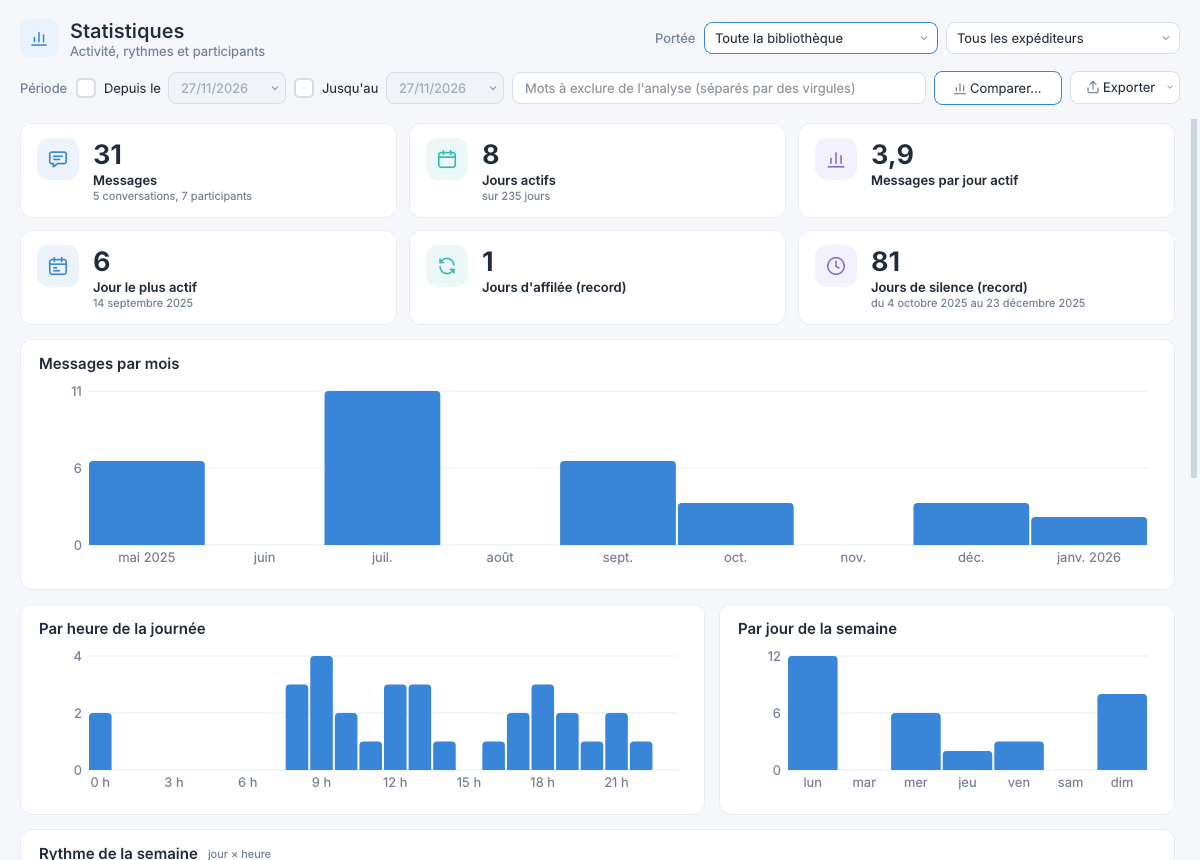 Statistiques
Activité, rythmes et participants
Portée
Toute la bibliothèque
Tous les expéditeurs
Période
Depuis le
27/11/2026
Jusqu'au
27/11/2026
Mots à exclure de l'analyse (séparés par des virgules)
Comparer...
Exporter
31
Messages
5 conversations, 7 participants
8
Jours actifs
sur 235 jours
3,9
Messages par jour actif
6
Jour le plus actif
14 septembre 2025
1
Jours d'affilée (record)
81
Jours de silence (record)
du 4 octobre 2025 au 23 décembre 2025
Messages par mois
11
6
0
mai 2025 juin juil. août sept. oct. nov. déc. janv. 2026
Par heure de la journée
4
2
0
0 h 3 h 6 h 9 h 12 h 15 h 18 h 21 h
Par jour de la semaine
12
6
0
lun mar mer jeu ven sam dim
Rythme de la semaine jour × heure